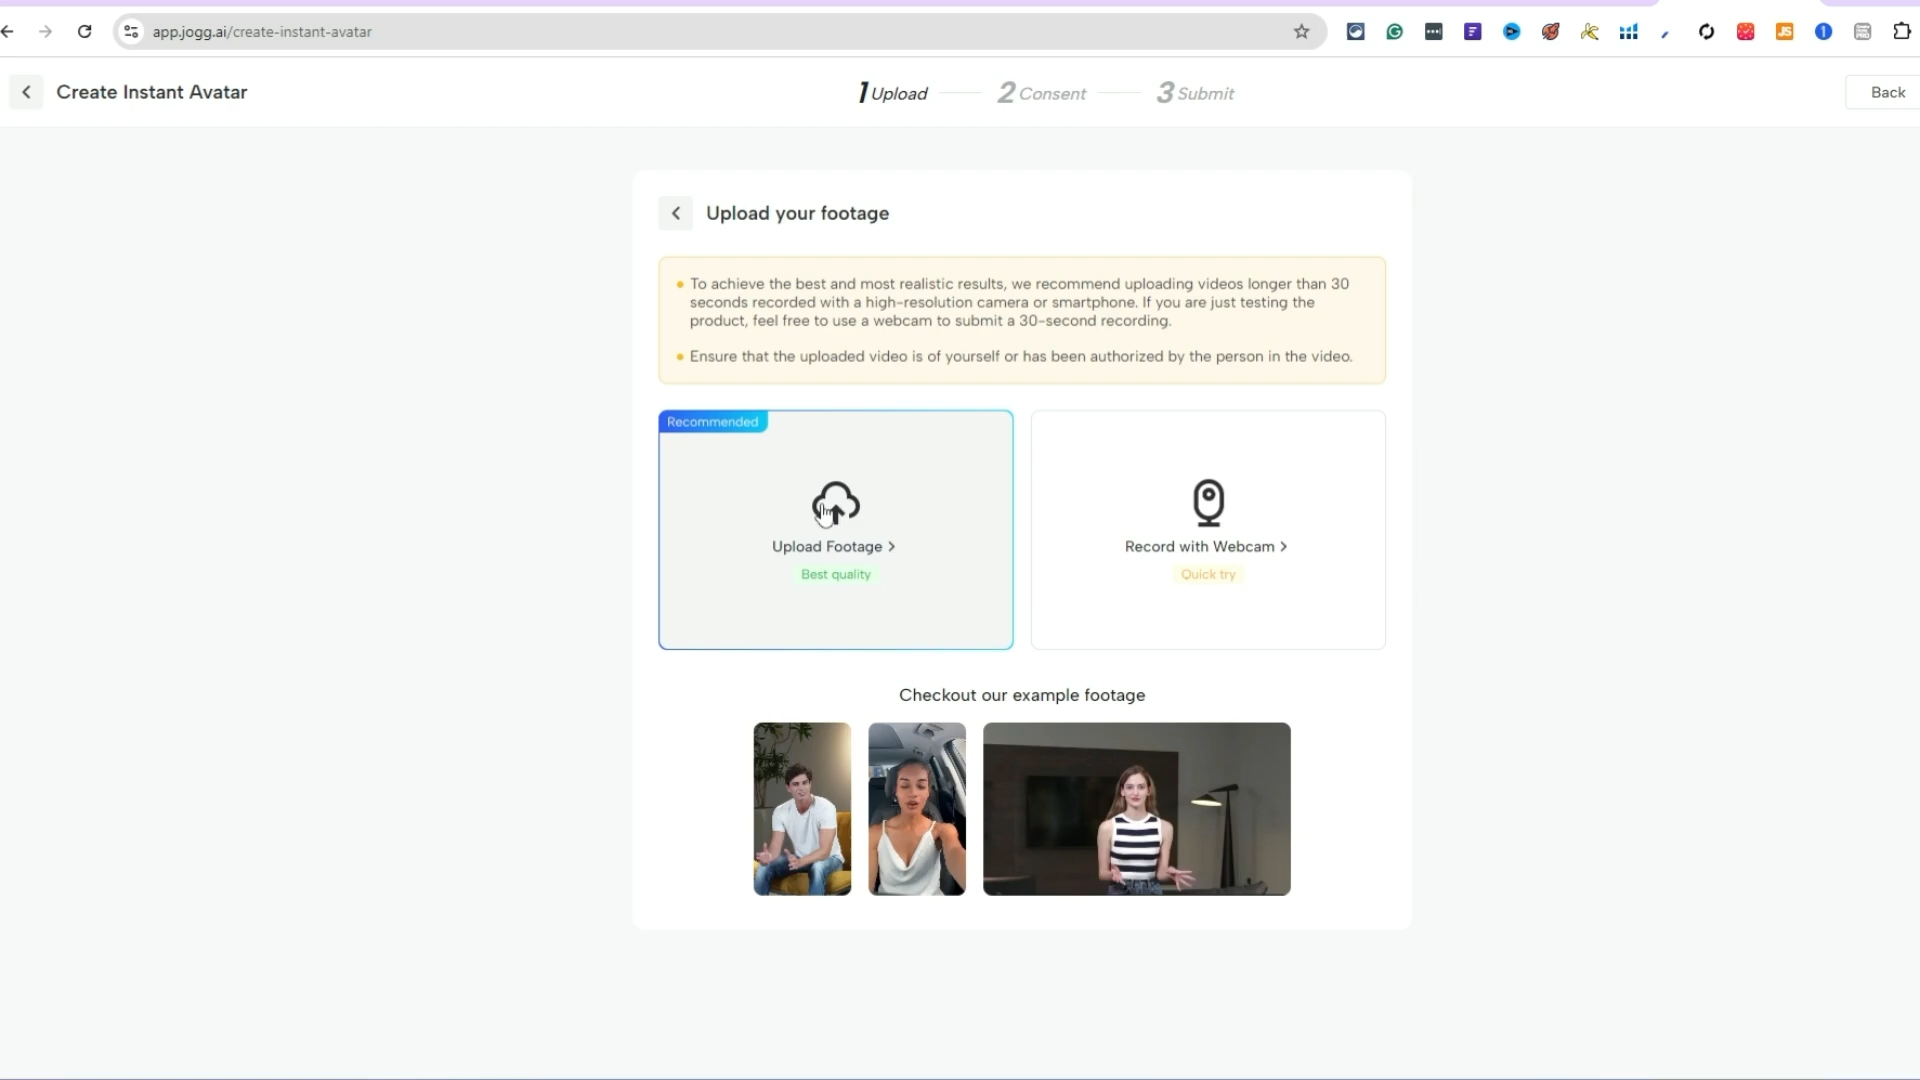 app.jogg.ai/create-instant-avatar
Create Instant Avatar
1 Upload
2 Consent
3 Submit
Back
Upload your footage
To achieve the best and most realistic results, we recommend uploading videos longer than 30
seconds recorded with a high-resolution camera or smartphone. If you are just testing the
product, feel free to use a webcam to submit a 30-second recording.
Ensure that the uploaded video is of yourself or has been authorized by the person in the video.
Recommended
Upload Footage >
Best quality
Record with Webcam >
Quick try
Checkout our example footage